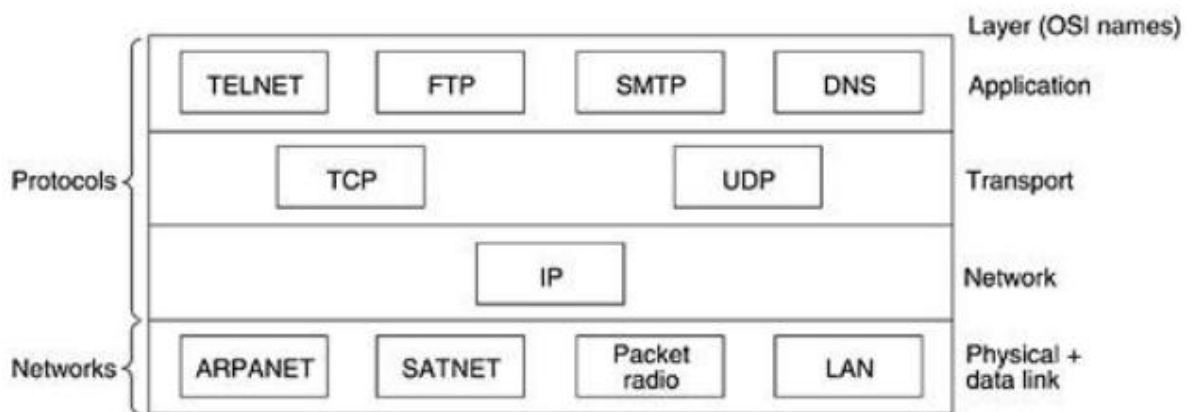 Layer (OSI names)
TELNET FTP SMTP DNS Application
Protocols TCP UDP Transport
IP Network
Networks ARPANET SATNET Packet radio LAN Physical + data link